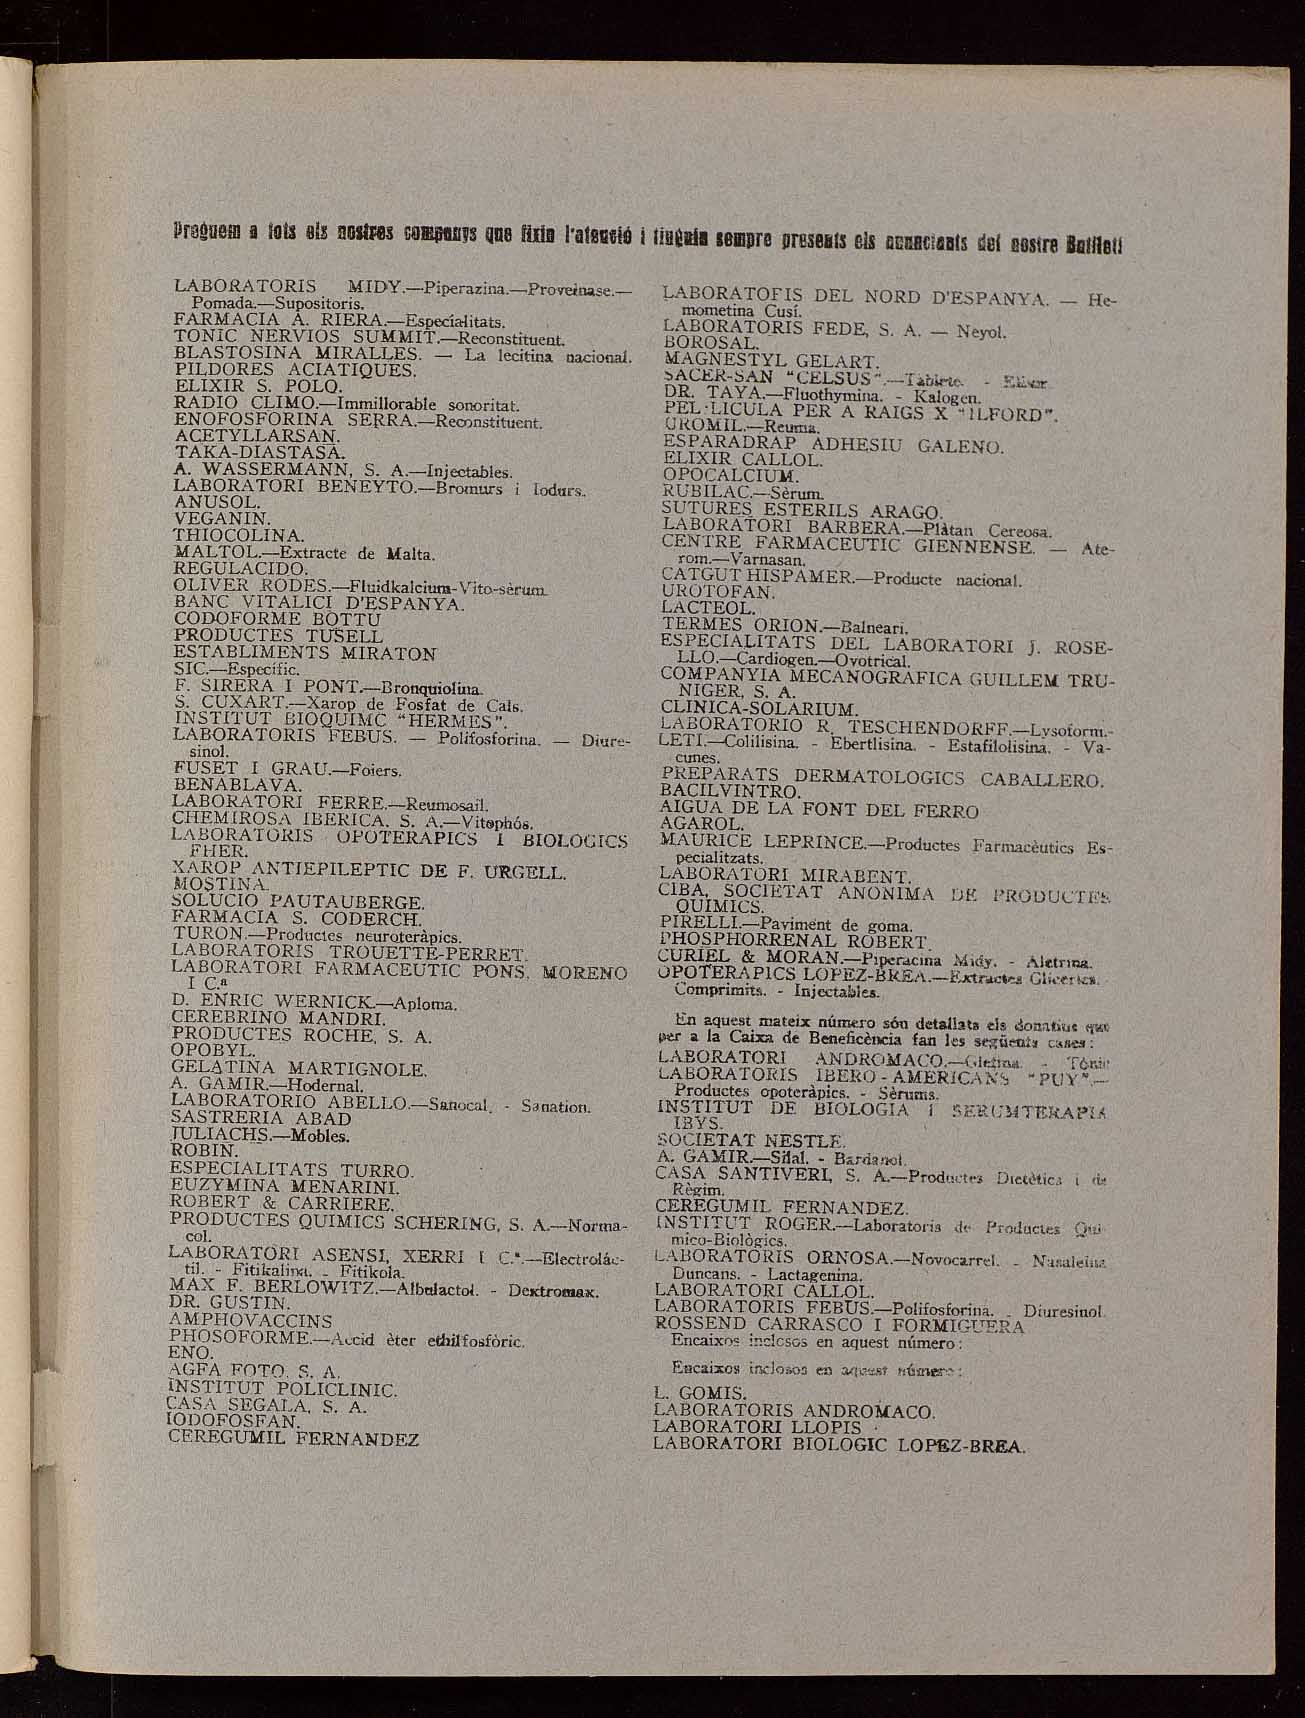 Preguem a tots els nostres companys que fixin l'atenció i tinguin sempre presents els anunciants del nostre Butlletí
LABORATORIS MIDY.—Piperazina.—Proveinase.—
Pomada.—Supositoris.
FARMACIA A. RIERA.—Especialitats.
TONIC NERVIOS SUMMIT.—Reconstituent.
BLASTOSINA MIRALLES. — La lecitina nacional.
PILDORES ACIATIQUES.
ELIXIR S. POLO.
RADIO CLIMO.—Immillorable sonoritat.
ENOFOSFORINA SERRA.—Reconstituent.
ACETYLLARSAN.
TAKA-DIASTASA.
A. WASSERMANN, S. A.—Injectables.
LABORATORI BENEYTO.—Bromurs i Iodurs.
ANUSOL.
VEGANIN.
THIOCOLINA.
MALTOL.—Extracte de Malta.
REGULACIDO.
OLIVER RODES.—Fluidkalcium-Vito-sèrum.
BANC VITALICI D'ESPANYA.
CODOFORME BOTTU
PRODUCTES TUSELL
ESTABLIMENTS MIRATON
SIC.—Específic.
F. SIRERA I PONT.—Bronquiolina.
S. CUXART.—Xarop de Fosfat de Cals.
INSTITUT BIOQUIMC "HERMES".
LABORATORIS FEBUS. — Polifosforina. — Diure-
sinol.
FUSET I GRAU.—Foiers.
BENABLAVA.
LABORATORI FERRE.—Reumosail.
CHEMIROSA IBERICA, S. A.—Vitophós.
LABORATORIS OPOTERAPICS I BIOLOGICS
FHER.
XAROP ANTIEPILEPTIC DE F. URGELL.
MOSTINA.
SOLUCIO PAUTAUBERGE.
FARMACIA S. CODERCH.
TURON.—Productes neuroteràpics.
LABORATORIS TROUETTE-PERRET.
LABORATORI FARMACEUTIC PONS, MORENO
I C.ª
D. ENRIC WERNICK.—Aploma.
CEREBRINO MANDRI.
PRODUCTES ROCHE, S. A.
OPOBYL.
GELATINA MARTIGNOLE.
A. GAMIR.—Hodernal.
LABORATORIO ABELLO.—Sanocal. - Sanation.
SASTRERIA ABAD
JULIACHS.—Mobles.
ROBIN.
ESPECIALITATS TURRO.
EUZYMINA MENARINI.
ROBERT & CARRIERE.
PRODUCTES QUIMICS SCHERING, S. A.—Norma-
col.
LABORATORI ASENSI, XERRI I C.ª.—Electrolác-
til. - Fitikalina. - Fitikola.
MAX F. BERLOWITZ.—Albulactol. - Dextromax.
DR. GUSTIN.
AMPHOVACCINS
PHOSOFORME.—Accid èter ethilfosfòric.
ENO.
AGFA FOTO. S. A.
INSTITUT POLICLINIC.
CASA SEGALA, S. A.
IODOFOSFAN.
CEREGUMIL FERNANDEZ
LABORATOFIS DEL NORD D'ESPANYA. — He-
mometina Cusí.
LABORATORIS FEDE, S. A. — Neyol.
BOROSAL.
MAGNESTYL GELART.
SACER-SAN "CELSUS".—Tablete. - Elixir.
DR. TAYA.—Fluothymina. - Kalogen.
PEL·LICULA PER A RAIGS X "ILFORD".
UROMIL.—Reuma.
ESPARADRAP ADHESIU GALENO.
ELIXIR CALLOL.
OPOCALCIUM.
RUBILAC.—Sèrum.
SUTURES ESTERILS ARAGO.
LABORATORI BARBERA.—Plàtan Cereosa.
CENTRE FARMACEUTIC GIENNENSE. — Ate-
rom.—Varnasan.
CATGUT HISPAMER.—Producte nacional.
UROTOFAN.
LACTEOL.
TERMES ORION.—Balneari.
ESPECIALITATS DEL LABORATORI J. ROSE-
LLO.—Cardiogen.—Ovotrical.
COMPANYIA MECANOGRAFICA GUILLEM TRU-
NIGER, S. A.
CLINICA-SOLARIUM.
LABORATORIO R. TESCHENDORFF.—Lysoform.-
LETI.—Colilisina. - Ebertlisina. - Estafilolisina. - Va-
cunes.
PREPARATS DERMATOLOGICS CABALLERO.
BACILVINTRO.
AIGUA DE LA FONT DEL FERRO
AGAROL.
MAURICE LEPRINCE.—Productes Farmacèutics Es-
pecialitzats.
LABORATORI MIRABENT.
CIBA, SOCIETAT ANONIMA DE PRODUCTES
QUIMICS.
PIRELLI.—Paviment de goma.
PHOSPHORRENAL ROBERT.
CURIEL & MORAN.—Piperacina Midy. - Aletrina.
OPOTERAPICS LOPEZ-BREA.—Extractes Gliceries.
Comprimits. - Injectables.
En aquest mateix número són detallats els donatius que
per a la Caixa de Beneficència fan les següents cases:
LABORATORI ANDROMACO.—Glefina. - Tònic
LABORATORIS IBERO-AMERICANS "PUY".—
Productes opoteràpics. - Sèrums.
INSTITUT DE BIOLOGIA I SERUMTERAPIA
IBYS.
SOCIETAT NESTLE.
A. GAMIR.—Silal. - Bardanol.
CASA SANTIVERI, S. A.—Productes Dietètics i de
Règim.
CEREGUMIL FERNANDEZ.
INSTITUT ROGER.—Laboratoris de Productes Quí-
mico-Biològics.
LABORATORIS ORNOSA.—Novocarrel. - Nasaleina
Duncans. - Lactagenina.
LABORATORI CALLOL.
LABORATORIS FEBUS.—Polifosforina. - Diuresinol.
ROSSEND CARRASCO I FORMIGUERA
Encaixos inclosos en aquest número:
Encaixos inclosos en aquest número:
L. GOMIS.
LABORATORIS ANDROMACO.
LABORATORI LLOPIS
LABORATORI BIOLOGIC LOPEZ-BREA.